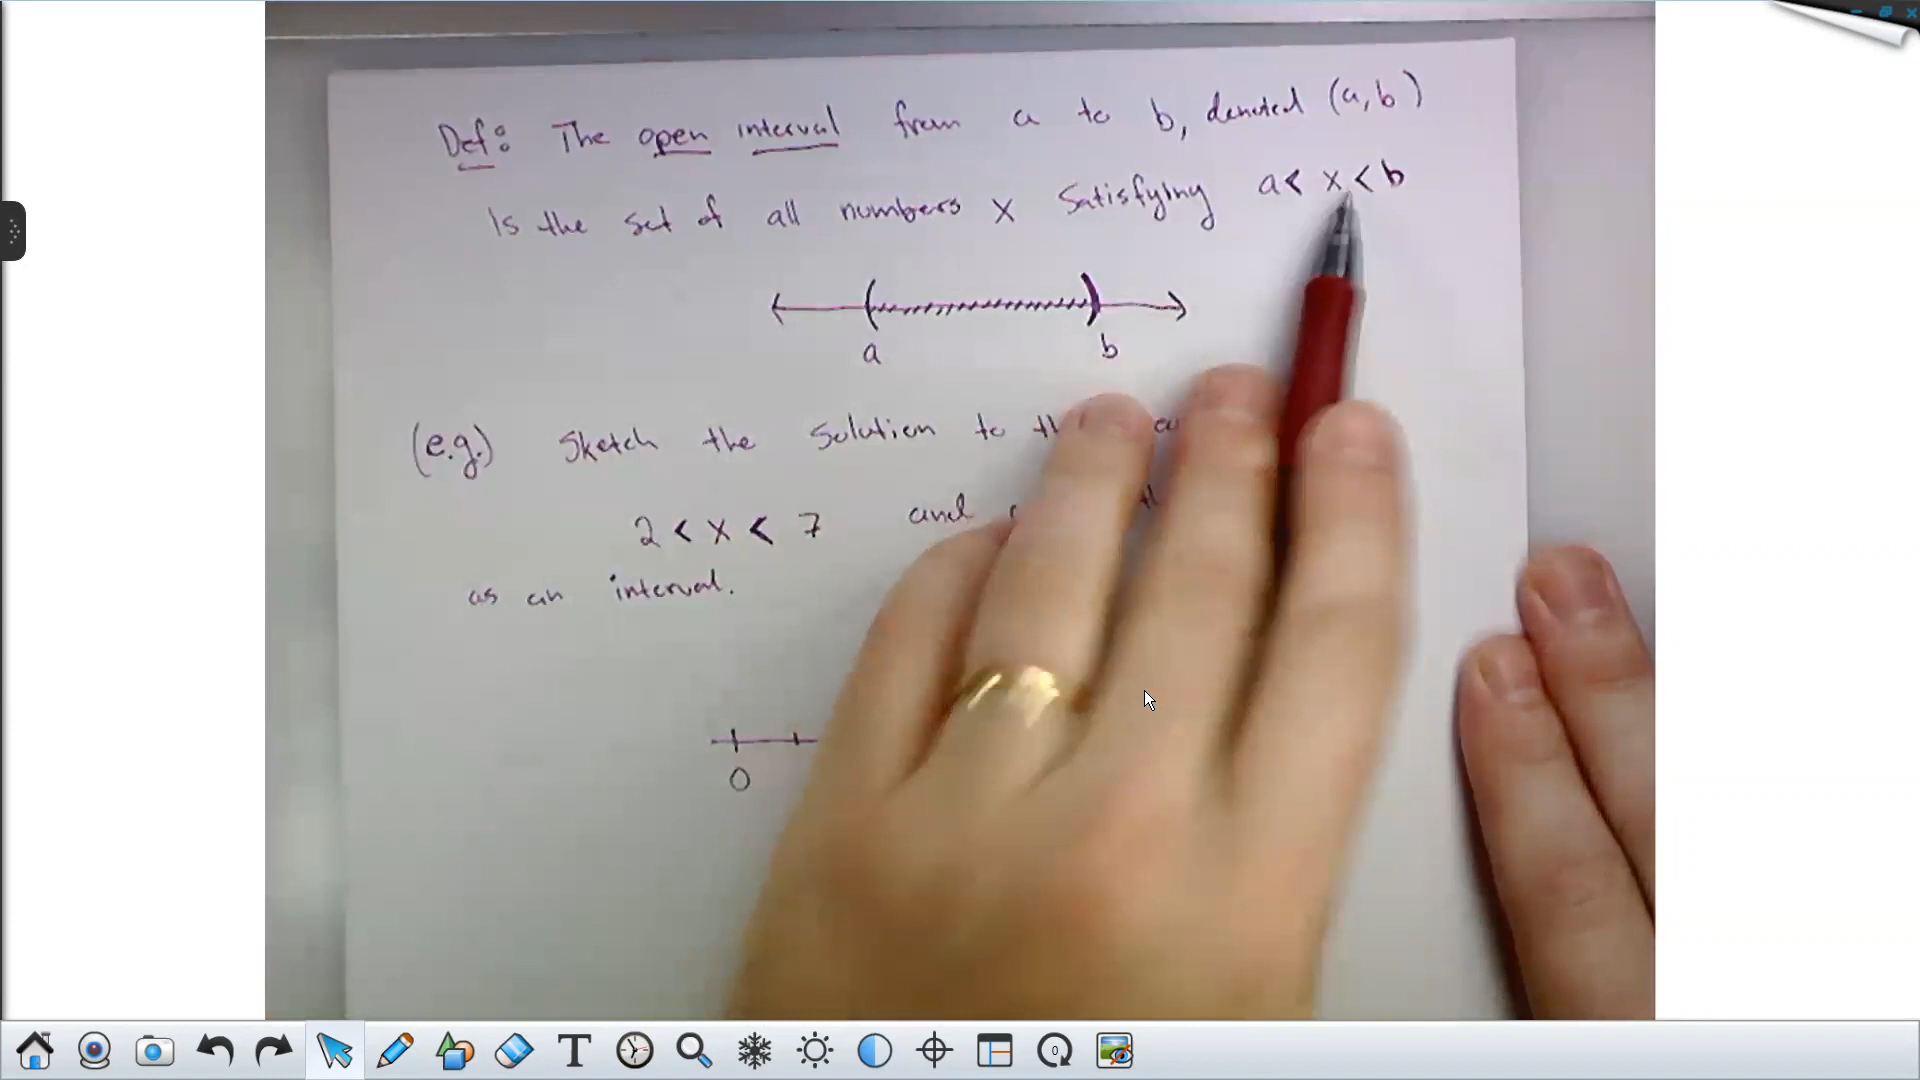 Def: The open interval from a to b, denoted (a, b)
Is the set of all numbers x Satisfying a < x < b
a b
(e.g.) Sketch the Solution to
2 < x < 7 and
as an interval.
0
T
0